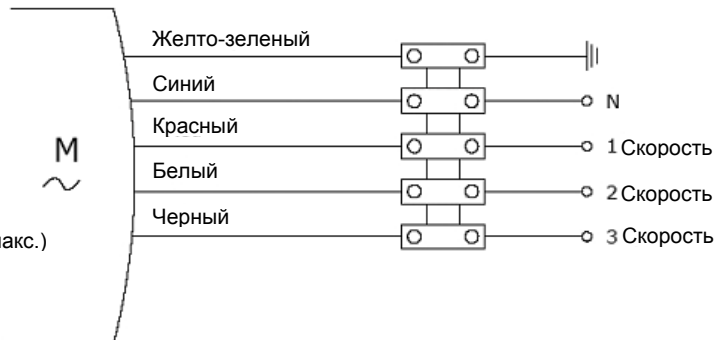 Желто-зеленый
Синий
N
Красный
1 Скорость
M
Белый
2 Скорость
Черный
3 Скорость
акс.)